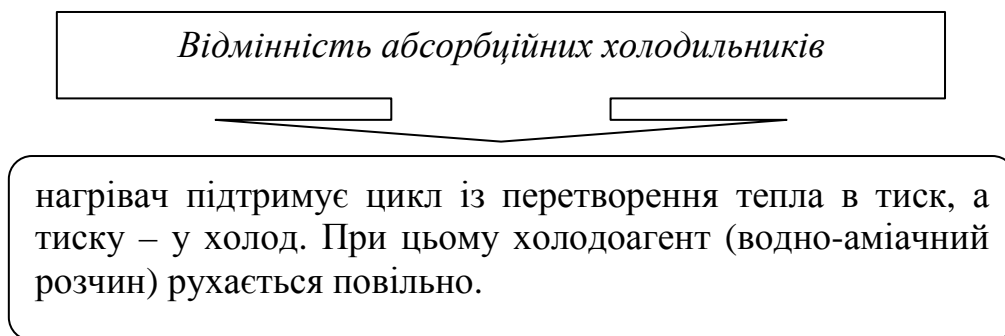 Відмінність абсорбційних холодильників
нагрівач підтримує цикл із перетворення тепла в тиск, а
тиску – у холод. При цьому холодоагент (водно-аміачний
розчин) рухається повільно.